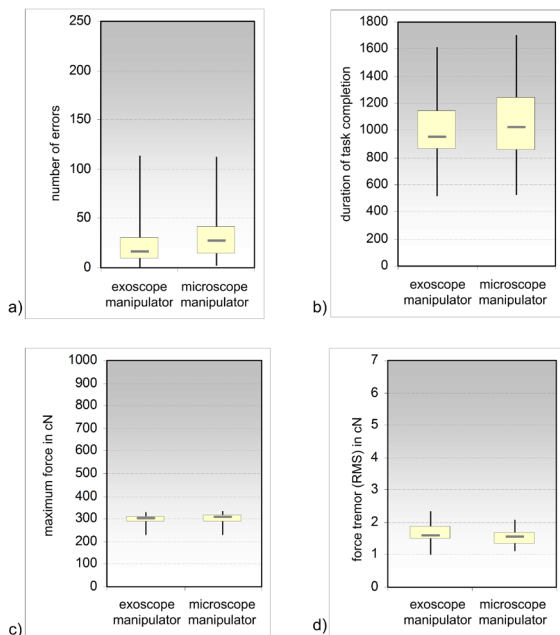 250
200
150
100
50
0
number of errors
exoscope microscope
manipulator manipulator
a)
1800
1600
1400
1200
1000
800
600
400
200
0
duration of task completion
exoscope microscope
manipulator manipulator
b)
1000
900
800
700
600
500
400
300
200
100
0
maximum force in cN
exoscope microscope
manipulator manipulator
c)
7
6
5
4
3
2
1
0
force tremor (RMS) in cN
exoscope microscope
manipulator manipulator
d)